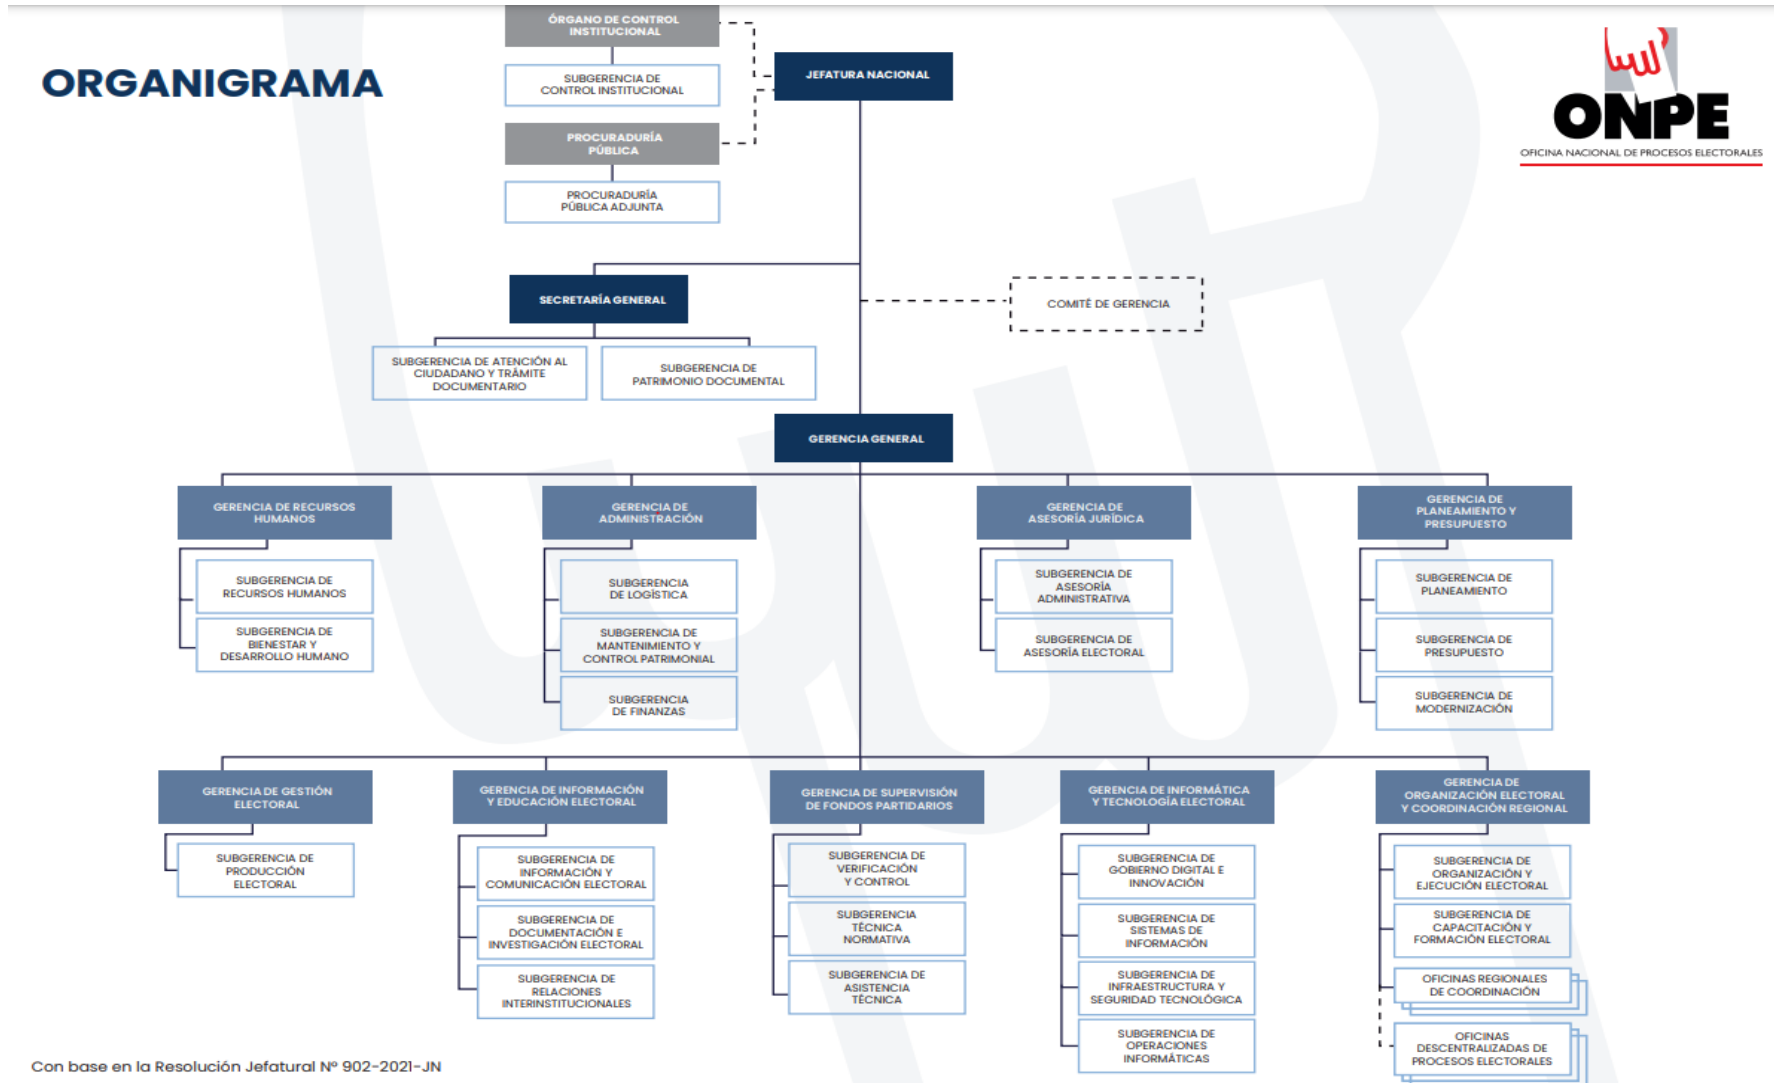 ÓRGANO DE CONTROL
INSTITUCIONAL
ORGANIGRAMA
SUBGERENCIA DE
CONTROL INSTITUCIONAL
JEFATURA NACIONAL
ONPE
OFICINA NACIONAL DE PROCESOS ELECTORALES
PROCURADURÍA
PÚBLICA
PROCURADURÍA
PÚBLICA ADJUNTA
SECRETARÍA GENERAL
COMITÉ DE GERENCIA
SUBGERENCIA DE ATENCIÓN AL
CIUDADANO Y TRÁMITE
DOCUMENTARIO
SUBGERENCIA DE
PATRIMONIO DOCUMENTAL
GERENCIA GENERAL
GERENCIA DE RECURSOS
HUMANOS
SUBGERENCIA DE
RECURSOS HUMANOS
SUBGERENCIA DE
BIENESTAR Y
DESARROLLO HUMANO
GERENCIA DE
ADMINISTRACIÓN
SUBGERENCIA
DE LOGÍSTICA
SUBGERENCIA DE
MANTENIMIENTO Y
CONTROL PATRIMONIAL
SUBGERENCIA
DE FINANZAS
GERENCIA DE
ASESORÍA JURÍDICA
SUBGERENCIA DE
ASESORÍA
ADMINISTRATIVA
SUBGERENCIA DE
ASESORÍA ELECTORAL
GERENCIA DE
PLANEAMIENTO Y
PRESUPUESTO
SUBGERENCIA DE
PLANEAMIENTO
SUBGERENCIA DE
PRESUPUESTO
SUBGERENCIA DE
MODERNIZACIÓN
GERENCIA DE GESTIÓN
ELECTORAL
SUBGERENCIA DE
PRODUCCIÓN
ELECTORAL
GERENCIA DE INFORMACIÓN
Y EDUCACIÓN ELECTORAL
SUBGERENCIA DE
INFORMACIÓN Y
COMUNICACIÓN ELECTORAL
SUBGERENCIA DE
DOCUMENTACIÓN E
INVESTIGACIÓN ELECTORAL
SUBGERENCIA DE
RELACIONES
INTERINSTITUCIONALES
GERENCIA DE SUPERVISIÓN
DE FONDOS PARTIDARIOS
SUBGERENCIA DE
VERIFICACIÓN
Y CONTROL
SUBGERENCIA
TÉCNICA
NORMATIVA
SUBGERENCIA DE
ASISTENCIA
TÉCNICA
GERENCIA DE INFORMÁTICA
Y TECNOLOGÍA ELECTORAL
SUBGERENCIA DE
GOBIERNO DIGITAL E
INNOVACIÓN
SUBGERENCIA DE
SISTEMAS DE
INFORMACIÓN
SUBGERENCIA DE
INFRAESTRUCTURA Y
SEGURIDAD TECNOLÓGICA
SUBGERENCIA DE
OPERACIONES
INFORMÁTICAS
GERENCIA DE
ORGANIZACIÓN ELECTORAL
Y COORDINACIÓN REGIONAL
SUBGERENCIA DE
ORGANIZACIÓN Y
EJECUCIÓN ELECTORAL
SUBGERENCIA DE
CAPACITACIÓN Y
FORMACIÓN ELECTORAL
OFICINAS REGIONALES
DE COORDINACIÓN
OFICINAS
DESCENTRALIZADAS DE
PROCESOS ELECTORALES
Con base en la Resolución Jefatural Nº 902-2021-JN